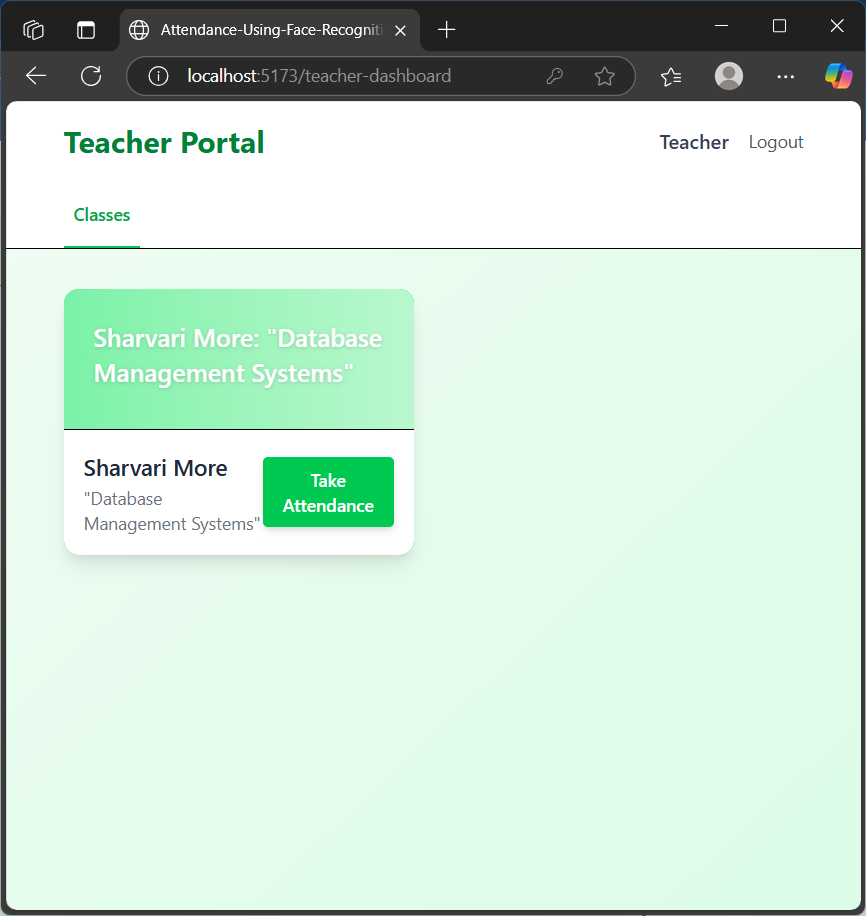 Attendance-Using-Face-Recogniti
localhost:5173/teacher-dashboard
Teacher Portal
Teacher
Logout
Classes
Sharvari More: "Database
Management Systems"
Sharvari More
"Database
Management Systems"
Take
Attendance